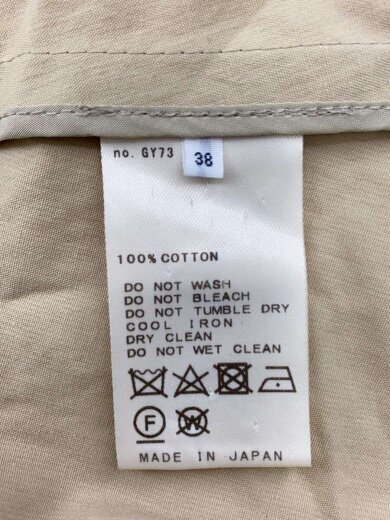 no. GY73 38
100% COTTON
DO NOT WASH
DO NOT BLEACH
DO NOT TUMBLE DRY
COOL IRON
DRY CLEAN
DO NOT WET CLEAN
F W
MADE IN JAPAN